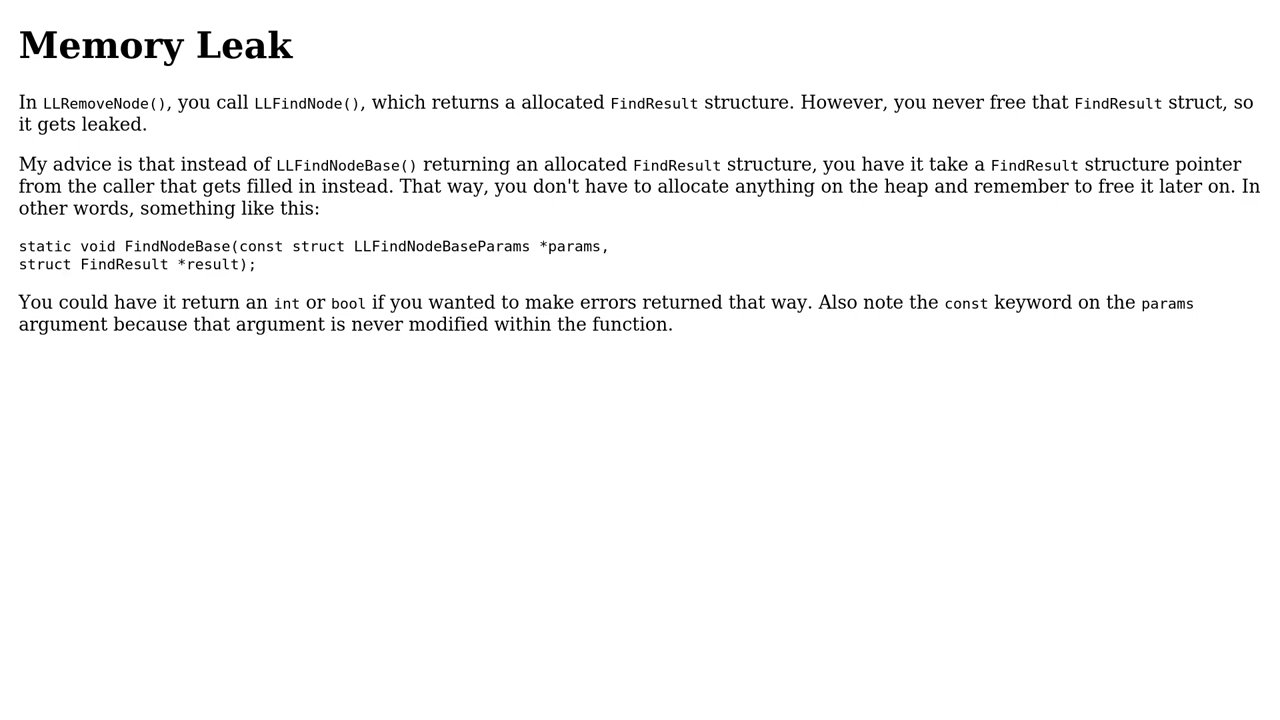 Memory Leak
In LLRemoveNode(), you call LLFindNode(), which returns a allocated FindResult structure. However, you never free that FindResult struct, so
it gets leaked.
My advice is that instead of LLFindNodeBase() returning an allocated FindResult structure, you have it take a FindResult structure pointer
from the caller that gets filled in instead. That way, you don't have to allocate anything on the heap and remember to free it later on. In
other words, something like this:
static void FindNodeBase(const struct LLFindNodeBaseParams *params,
struct FindResult *result);
You could have it return an int or bool if you wanted to make errors returned that way. Also note the const keyword on the params
argument because that argument is never modified within the function.